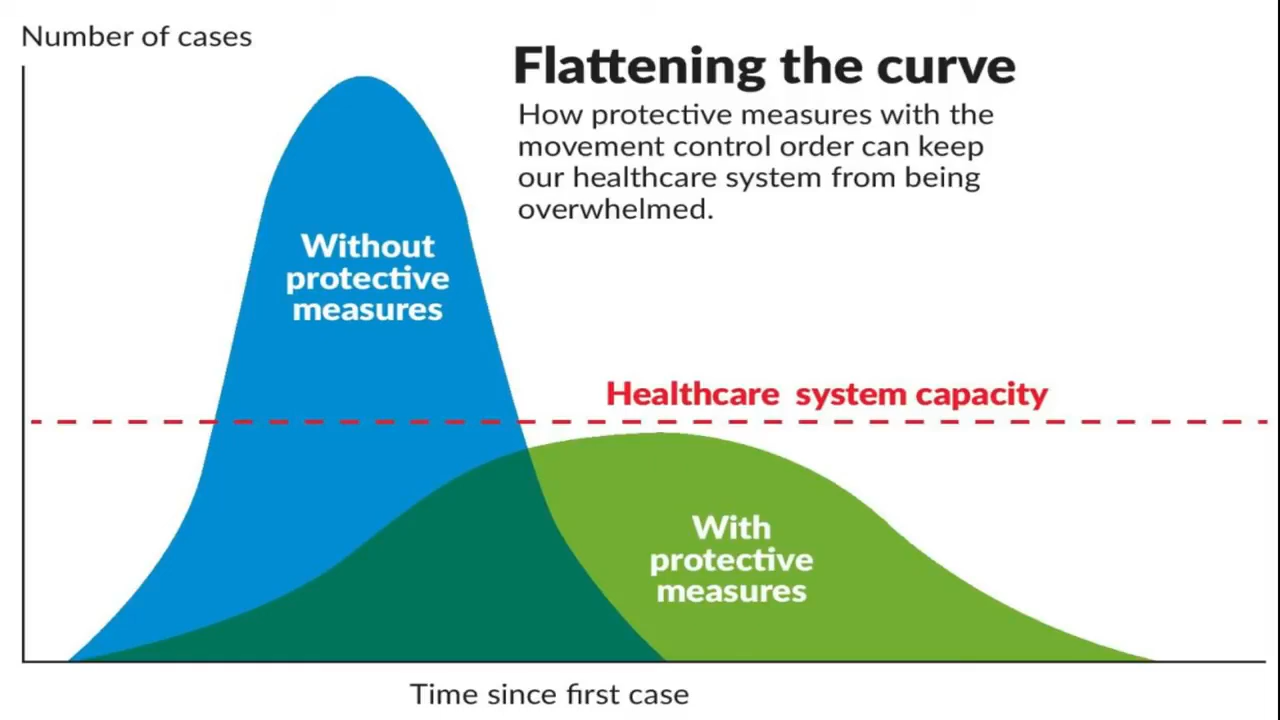 Number of cases
Flattening the curve
How protective measures with the
movement control order can keep
our healthcare system from being
overwhelmed.
Without
protective
measures
Healthcare system capacity
With
protective
measures
Time since first case